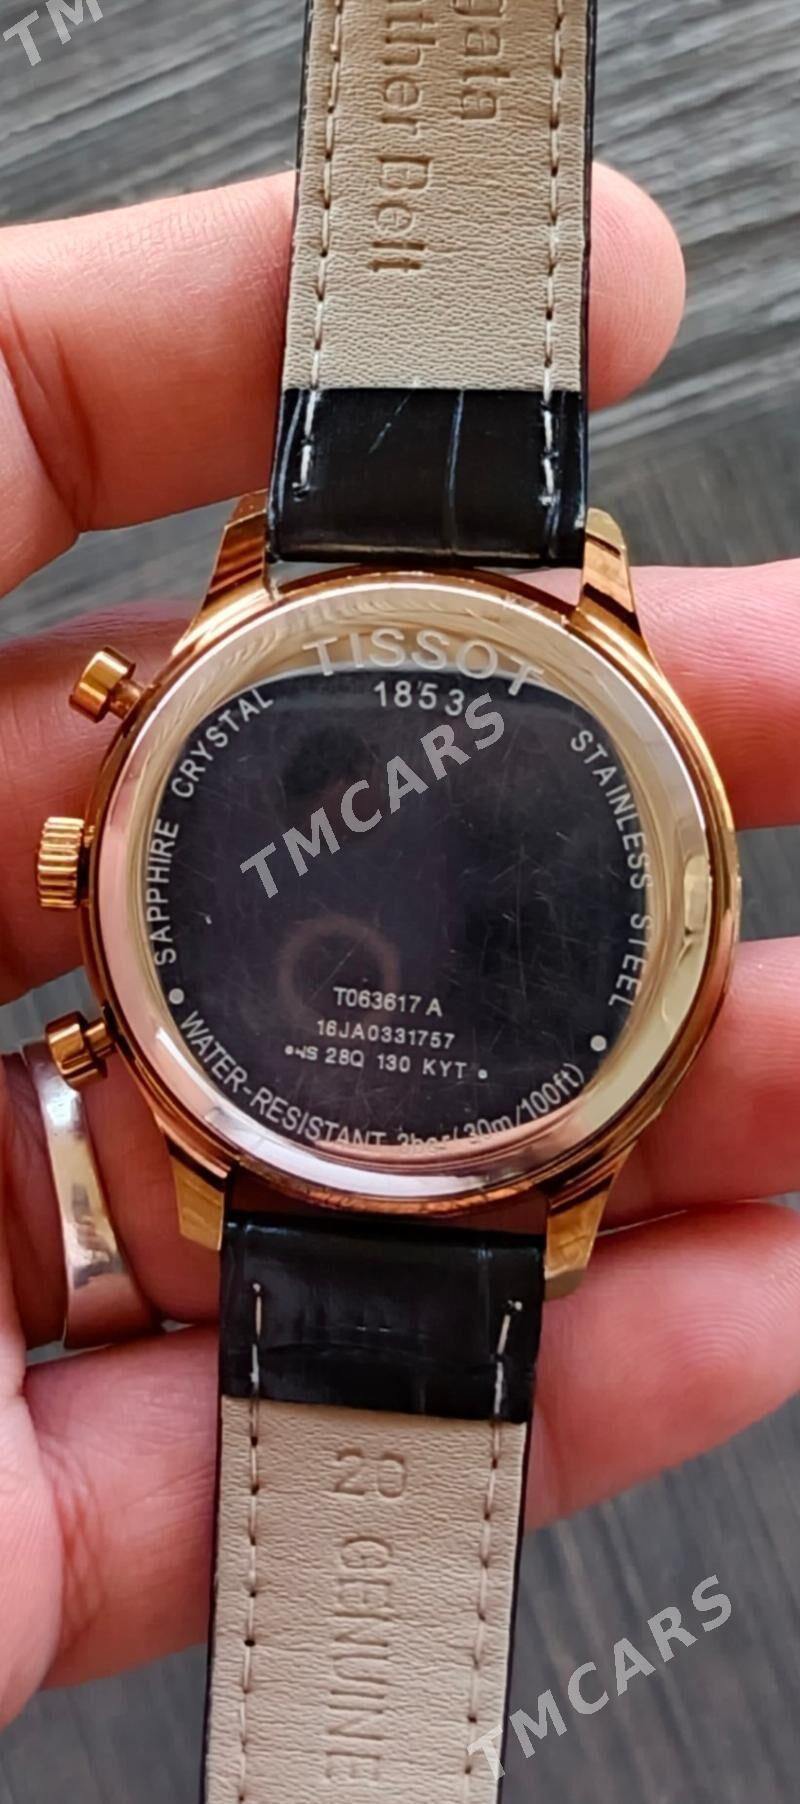 gata
ther Belt
TISSOT
1853
SAPPHIRE CRYSTAL
STAINLESS STEEL
TMCARS
T063617 A
16JA0331757
28Q 130 KYT
WATER-RESISTANT 3bar/30m/100ft)
20
GENUINE
TMCARS
TM